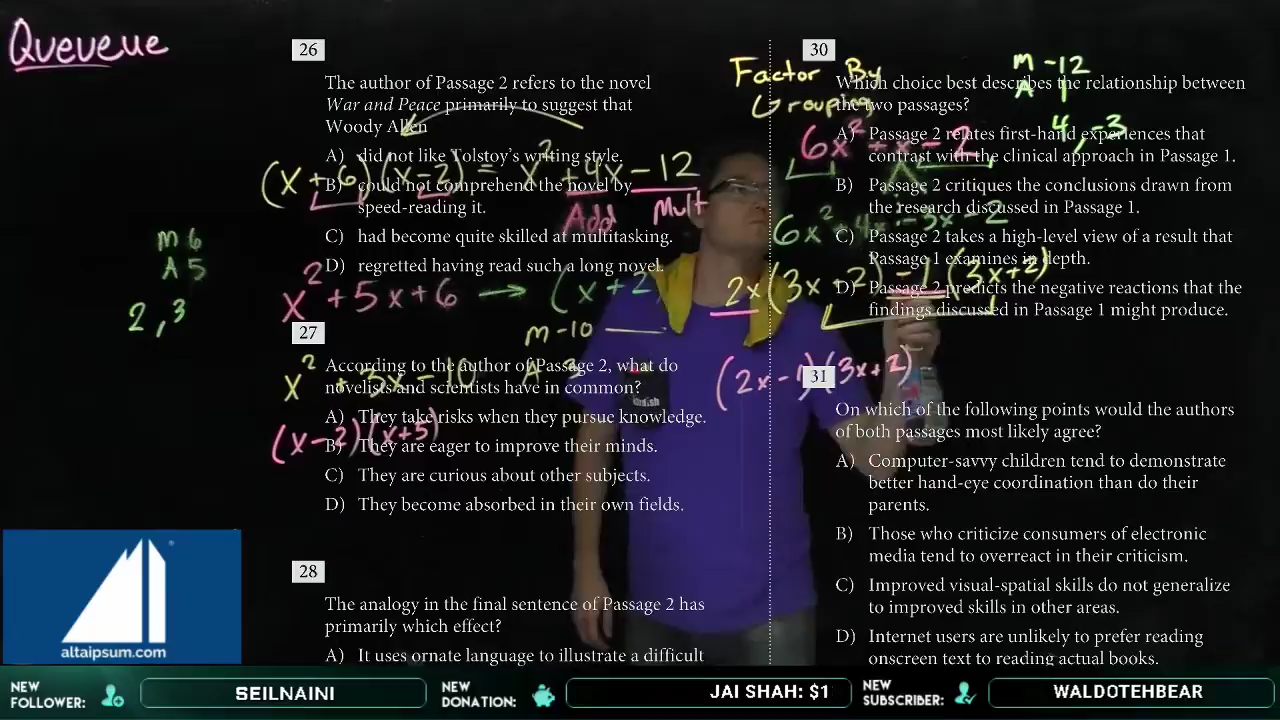 Queueue
26
The author of Passage 2 refers to the novel
War and Peace primarily to suggest that
Woody Allen
A) did not like Tolstoy's writing style.
B) could not comprehend the novel by
speed-reading it.
C) had become quite skilled at multitasking.
D) regretted having read such a long novel.
(x+6)(x-2) = x² +4x -12
Add Mult
M 6
A 5
2, 3
x² +5x+6 → (x+2)
27
According to the author of Passage 2, what do
novelists and scientists have in common?
A) They take risks when they pursue knowledge.
B) They are eager to improve their minds.
C) They are curious about other subjects.
D) They become absorbed in their own fields.
M -10
A 3
x² +3x -10
(x-2)(x+5)
28
The analogy in the final sentence of Passage 2 has
primarily which effect?
A) It uses ornate language to illustrate a difficult
30
Which choice best describes the relationship between
the two passages?
A) Passage 2 relates first-hand experiences that
contrast with the clinical approach in Passage 1.
B) Passage 2 critiques the conclusions drawn from
the research discussed in Passage 1.
C) Passage 2 takes a high-level view of a result that
Passage 1 examines in depth.
D) Passage 2 predicts the negative reactions that the
findings discussed in Passage 1 might produce.
Factor By
Grouping
M -12
A 1
4, -3
6x² +x -2
6x² +4x -3x -2
2x(3x+2) -1(3x+2)
(2x-1)(3x+2)
31
On which of the following points would the authors
of both passages most likely agree?
A) Computer-savvy children tend to demonstrate
better hand-eye coordination than do their
parents.
B) Those who criticize consumers of electronic
media tend to overreact in their criticism.
C) Improved visual-spatial skills do not generalize
to improved skills in other areas.
D) Internet users are unlikely to prefer reading
onscreen text to reading actual books.
altaipsum.com
NEW
FOLLOWER:
SEILNAINI
NEW
DONATION:
JAI SHAH: $1
NEW
SUBSCRIBER:
WALDOTEHBEAR